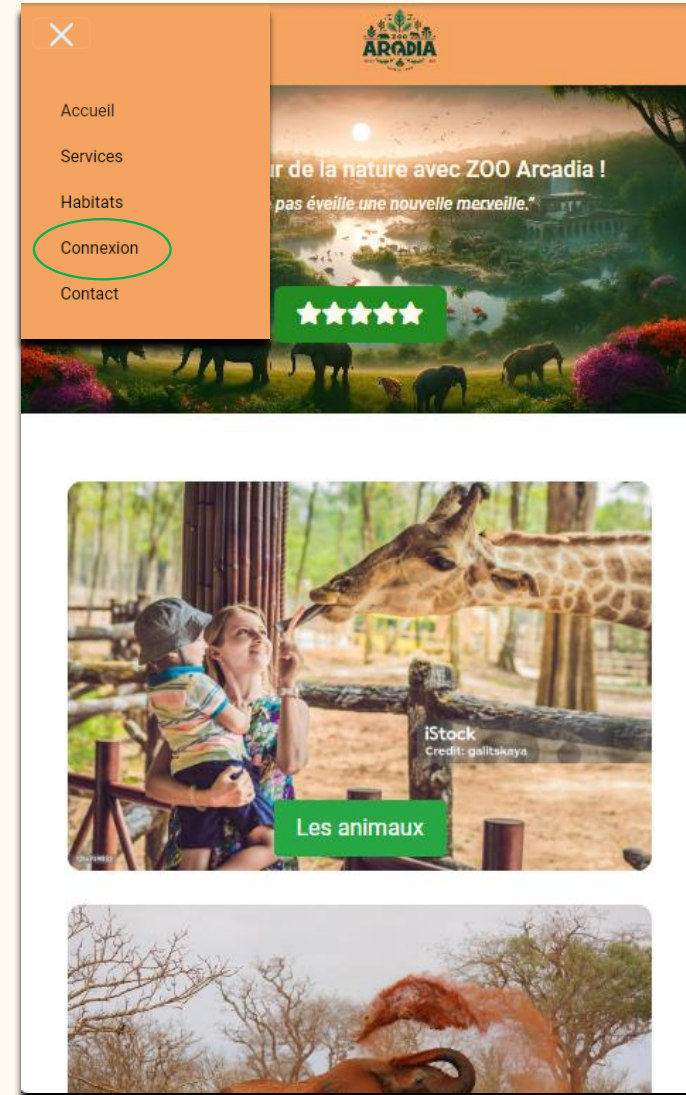 ZOO
ARCADIA
Accueil
Services
Habitats
Connexion
Contact
r de la nature avec ZOO Arcadia !
pas éveille une nouvelle merveille.”
iStock
Credit: galitskaya
Les animaux